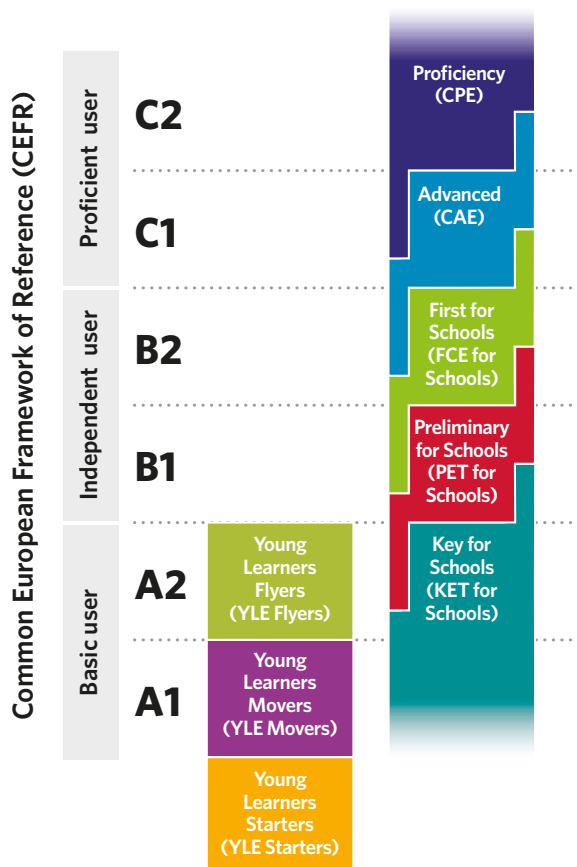 Common European Framework of Reference (CEFR)
Proficient user
Independent user
Basic user
C2
C1
B2
B1
A2
A1
Young
Learners
Flyers
(YLE Flyers)
Young
Learners
Movers
(YLE Movers)
Young
Learners
Starters
(YLE Starters)
Proficiency
(CPE)
Advanced
(CAE)
First for
Schools
(FCE for
Schools)
Preliminary
for Schools
(PET for
Schools)
Key for
Schools
(KET for
Schools)